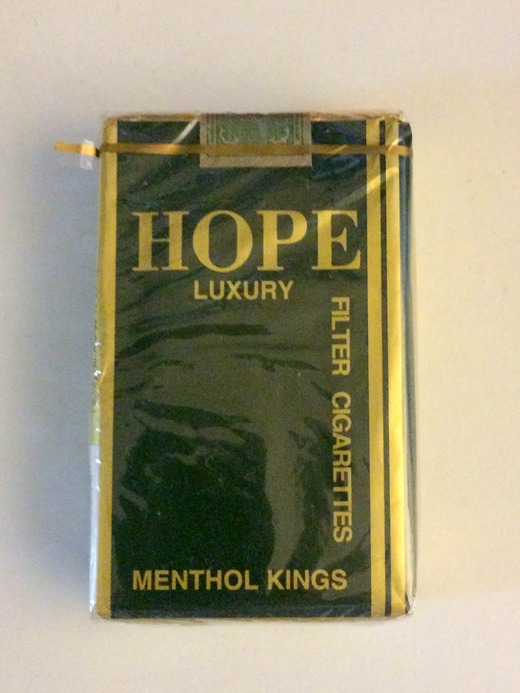 HOPE
LUXURY
FILTER CIGARETTES
MENTHOL KINGS